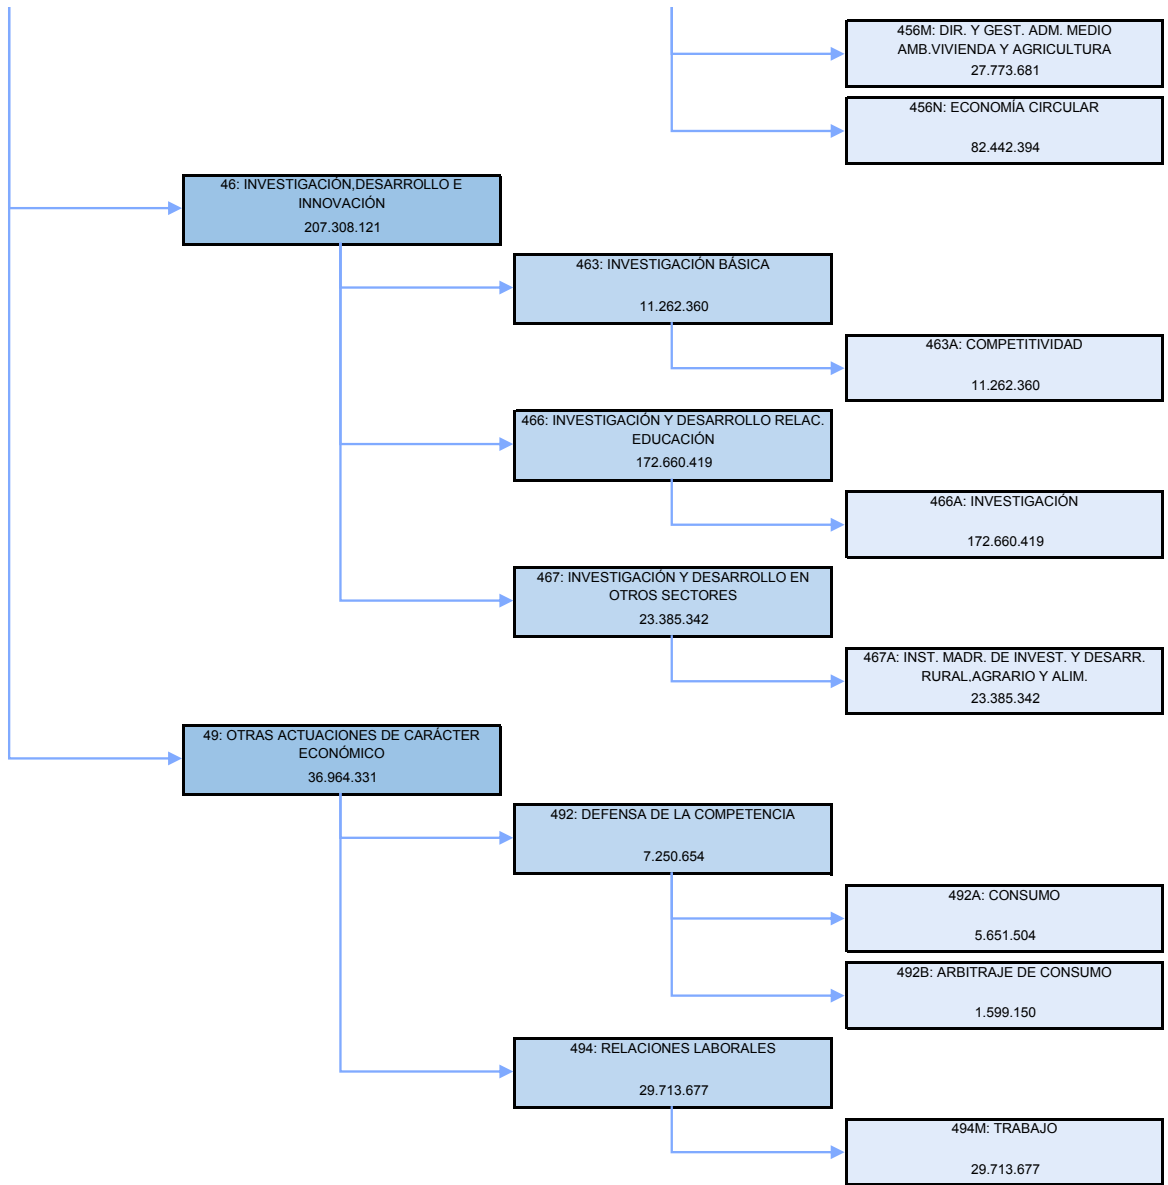 456M: DIR. Y GEST. ADM. MEDIO
AMB.VIVIENDA Y AGRICULTURA
27.773.681
456N: ECONOMÍA CIRCULAR
82.442.394
46: INVESTIGACIÓN,DESARROLLO E
INNOVACIÓN
207.308.121
463: INVESTIGACIÓN BÁSICA
11.262.360
463A: COMPETITIVIDAD
11.262.360
466: INVESTIGACIÓN Y DESARROLLO RELAC.
EDUCACIÓN
172.660.419
466A: INVESTIGACIÓN
172.660.419
467: INVESTIGACIÓN Y DESARROLLO EN
OTROS SECTORES
23.385.342
467A: INST. MADR. DE INVEST. Y DESARR.
RURAL,AGRARIO Y ALIM.
23.385.342
49: OTRAS ACTUACIONES DE CARÁCTER
ECONÓMICO
36.964.331
492: DEFENSA DE LA COMPETENCIA
7.250.654
492A: CONSUMO
5.651.504
492B: ARBITRAJE DE CONSUMO
1.599.150
494: RELACIONES LABORALES
29.713.677
494M: TRABAJO
29.713.677